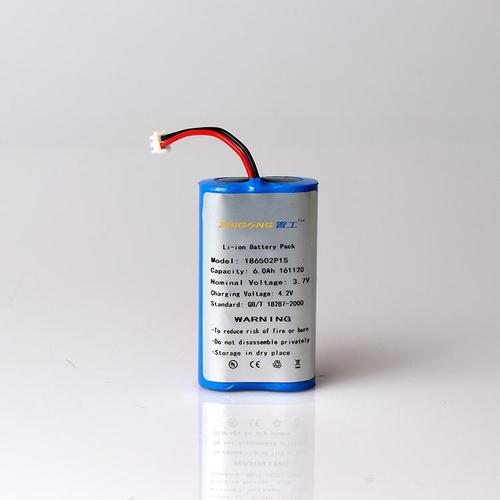 ZHIGONG 置工™
Li-ion Battery Pack
Model: 186502P1S
Capacity: 6.0Ah 161120
Nominal Voltage: 3.7V
Charging Voltage: 4.2V
Standard: GB/T 18287-2000
WARNING
-To reduce risk of fire or burn
-Do not disassemble privately
-Storage in dry place